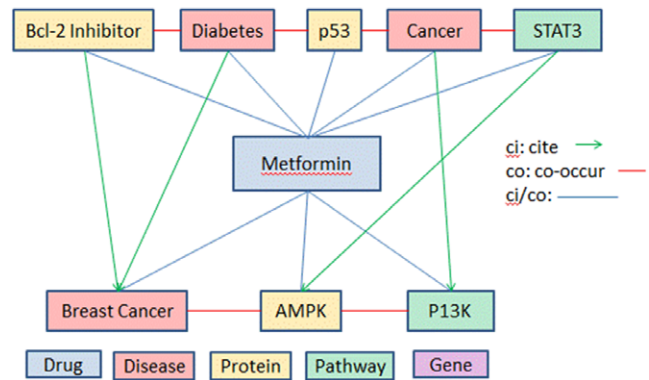 Bcl-2 Inhibitor Diabetes p53 Cancer STAT3
Metformin
ci: cite
co: co-occur
ci/co:
Breast Cancer AMPK P13K
Drug Disease Protein Pathway Gene